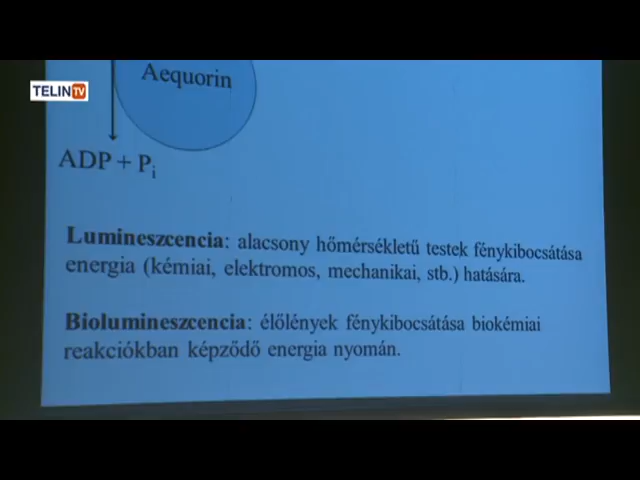 TELIN TV
Aequorin
ADP + Pi
Lumineszcencia: alacsony hőmérsékletű testek fénykibocsátása
energia (kémiai, elektromos, mechanikai, stb.) hatására.
Biolumineszcencia: élőlények fénykibocsátása biokémiai
reakciókban képződő energia nyomán.